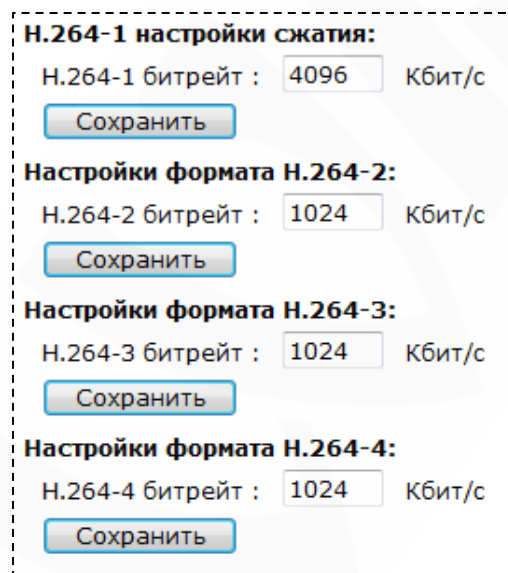 H.264-1 настройки сжатия:
H.264-1 битрейт : 4096 Кбит/с
Сохранить
Настройки формата H.264-2:
H.264-2 битрейт : 1024 Кбит/с
Сохранить
Настройки формата H.264-3:
H.264-3 битрейт : 1024 Кбит/с
Сохранить
Настройки формата H.264-4:
H.264-4 битрейт : 1024 Кбит/с
Сохранить